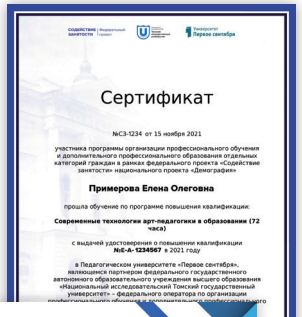 СОДЕЙСТВИЕ
ЗАНЯТОСТИ
Университет
Первое сентября
Сертификат
№СЗ-1234 от 15 ноября 2021
участника программы организации профессионального обучения
и дополнительного профессионального образования отдельных
категорий граждан в рамках федерального проекта «Содействие
занятости» национального проекта «Демография»
Примерова Елена Олеговна
прошла обучение по программе повышения квалификации:
Современные технологии арт-педагогики в образовании (72
часа)
с выдачей удостоверения о повышении квалификации
№Е-А-1234567 в 2021 году
в Педагогическом университете «Первое сентября»,
являющемся партнером федерального государственного
автономного образовательного учреждения высшего образования
«Национальный исследовательский Томский государственный
университет» – федерального оператора по организации
профессионального обучения и дополнительного профессионального